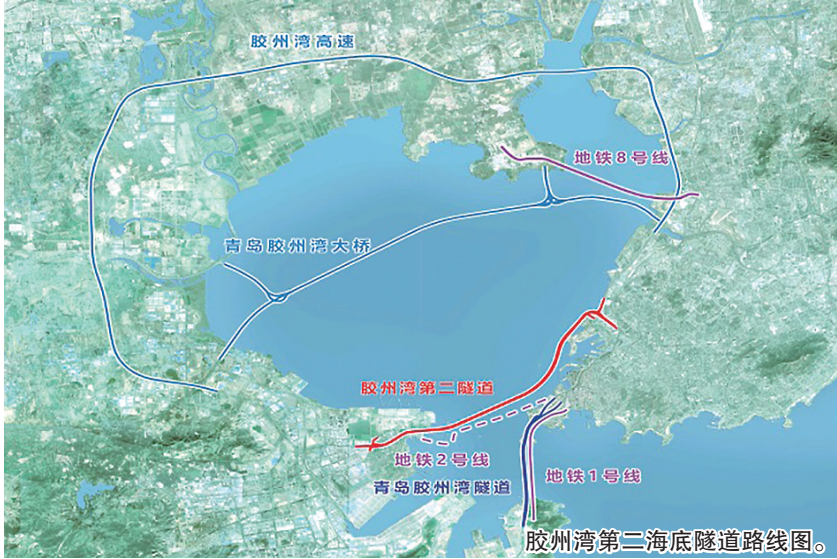 胶州湾高速
地铁8号线
青岛胶州湾大桥
胶州湾第二隧道
地铁2号线
地铁1号线
青岛胶州湾隧道
胶州湾第二海底隧道路线图。